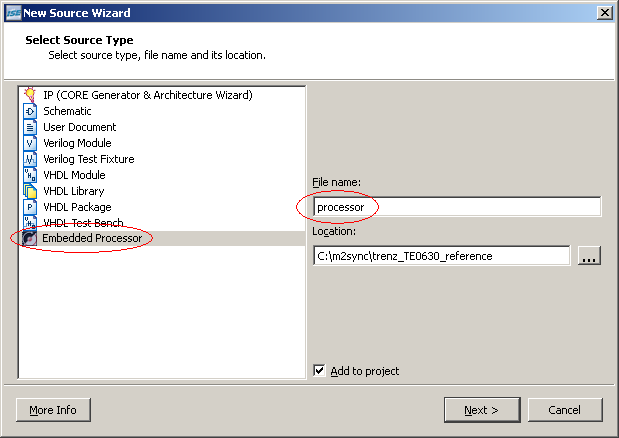 ISE New Source Wizard
Select Source Type
Select source type, file name and its location.
IP (CORE Generator & Architecture Wizard)
Schematic
User Document
Verilog Module
Verilog Test Fixture
VHDL Module
VHDL Library
VHDL Package
VHDL Test Bench
Embedded Processor
File name:
processor
Location:
C:\m2sync\trenz_TE0630_reference
...
Add to project
More Info
Next >
Cancel